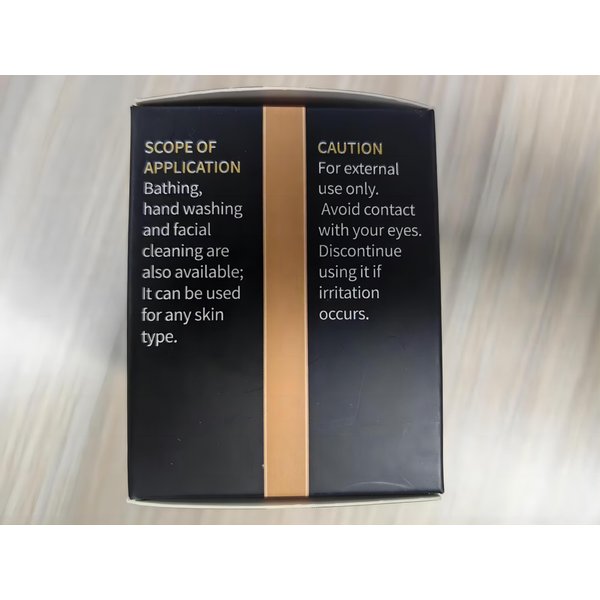 SCOPE OF
APPLICATION
Bathing,
hand washing
and facial
cleaning are
also available;
It can be used
for any skin
type.
CAUTION
For external
use only.
Avoid contact
with your eyes.
Discontinue
using it if
irritation
occurs.